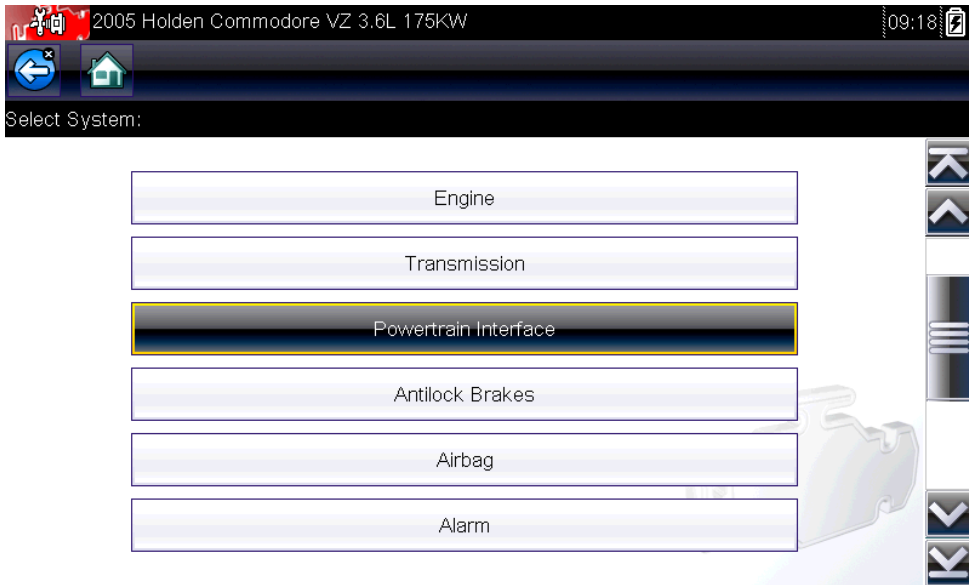 2005 Holden Commodore VZ 3.6L 175KW
09:18
Select System:
Engine
Transmission
Powertrain Interface
Antilock Brakes
Airbag
Alarm